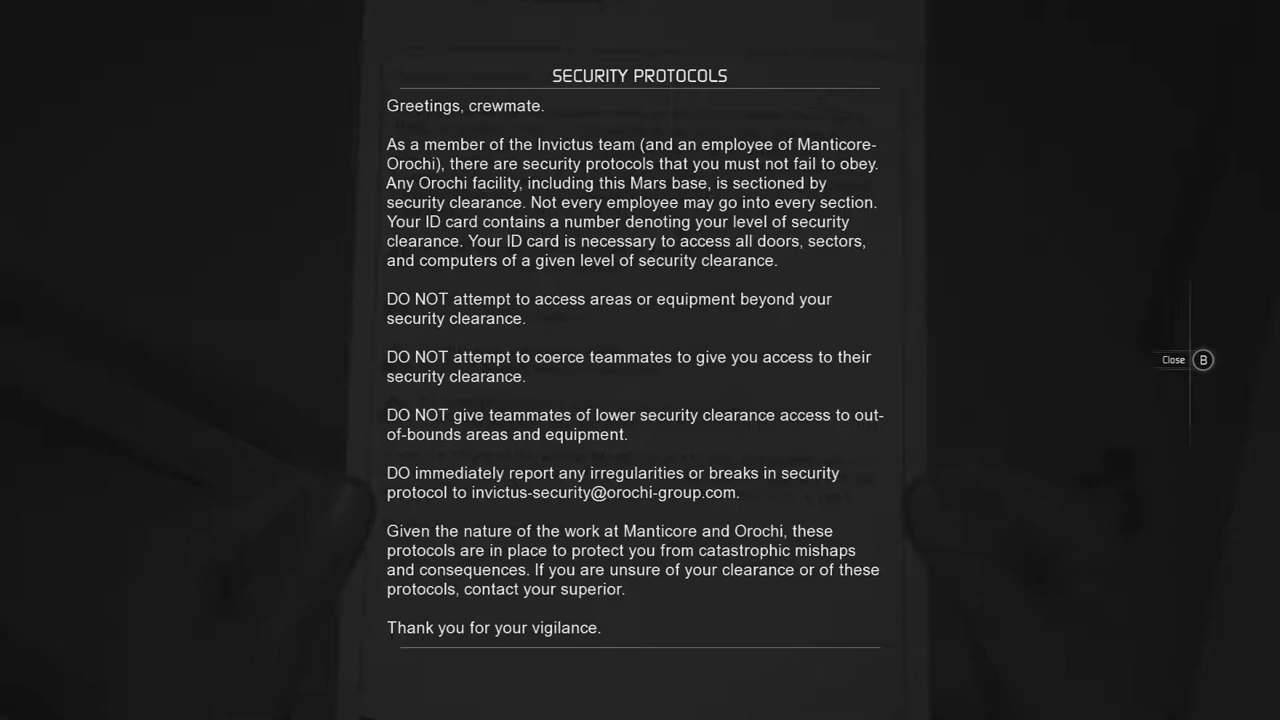 SECURITY PROTOCOLS
Greetings, crewmate.
As a member of the Invictus team (and an employee of Manticore-
Orochi), there are security protocols that you must not fail to obey.
Any Orochi facility, including this Mars base, is sectioned by
security clearance. Not every employee may go into every section.
Your ID card contains a number denoting your level of security
clearance. Your ID card is necessary to access all doors, sectors,
and computers of a given level of security clearance.
DO NOT attempt to access areas or equipment beyond your
security clearance.
DO NOT attempt to coerce teammates to give you access to their
security clearance.
DO NOT give teammates of lower security clearance access to out-
of-bounds areas and equipment.
DO immediately report any irregularities or breaks in security
protocol to invictus-security@orochi-group.com.
Given the nature of the work at Manticore and Orochi, these
protocols are in place to protect you from catastrophic mishaps
and consequences. If you are unsure of your clearance or of these
protocols, contact your superior.
Thank you for your vigilance.
Close B